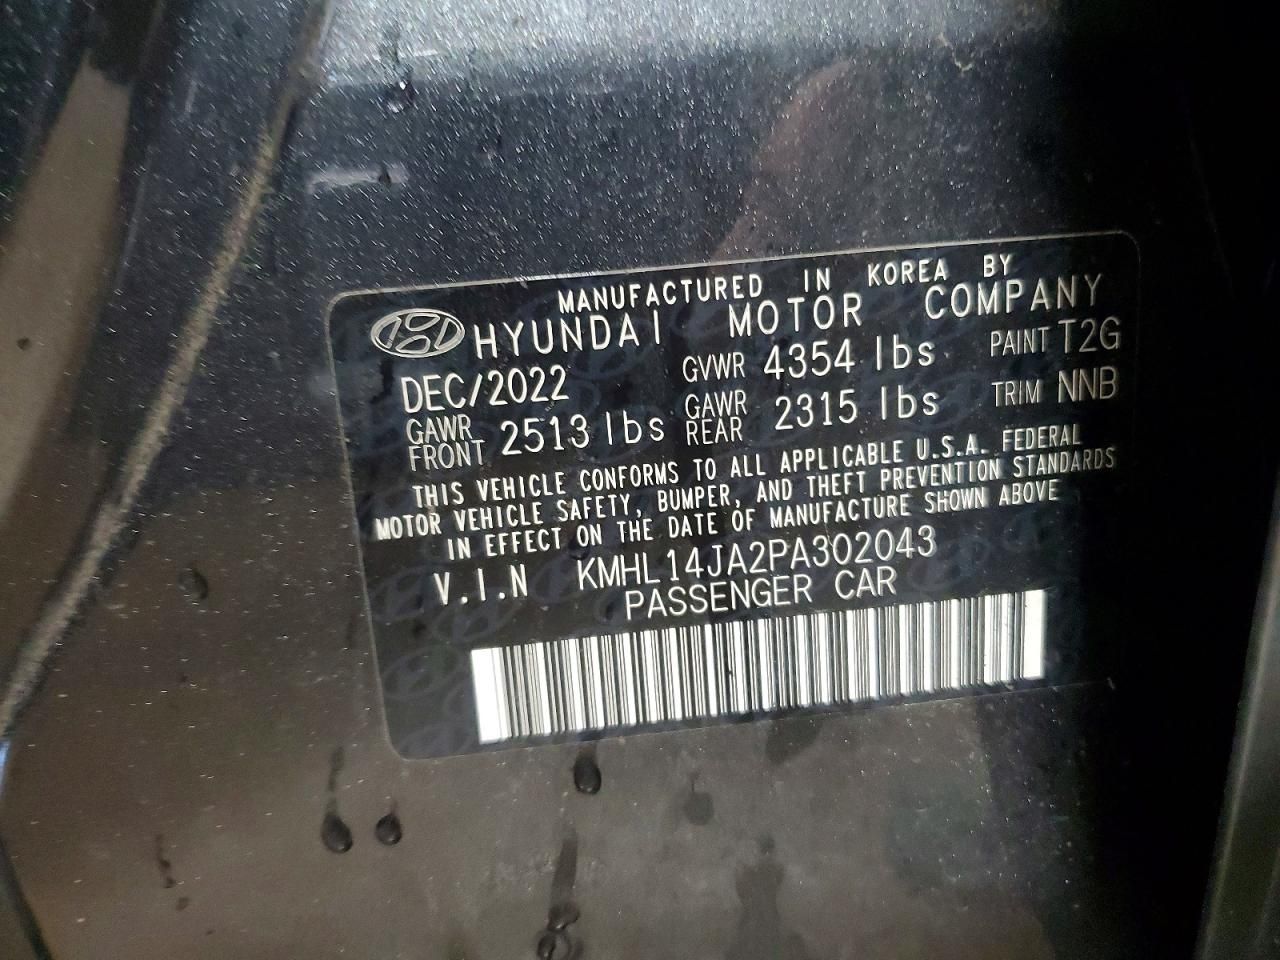 MANUFACTURED IN KOREA BY
HYUNDAI MOTOR COMPANY
DEC/2022 GVWR 4354 lbs PAINT T2G
GAWR FRONT 2513 lbs GAWR REAR 2315 lbs TRIM NNB
THIS VEHICLE CONFORMS TO ALL APPLICABLE U.S.A. FEDERAL
MOTOR VEHICLE SAFETY, BUMPER, AND THEFT PREVENTION STANDARDS
IN EFFECT ON THE DATE OF MANUFACTURE SHOWN ABOVE
V.I.N KMHL14JA2PA302043
PASSENGER CAR